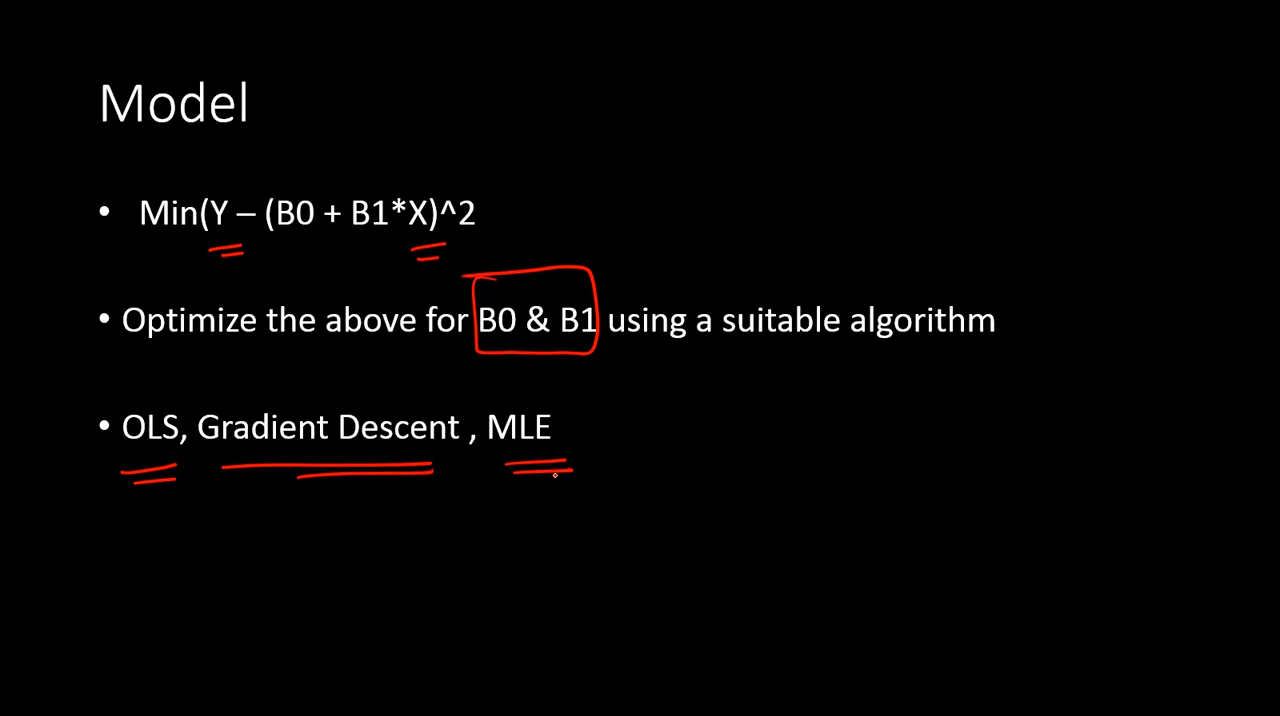 Model
• Min(Y – (B0 + B1*X)^2
• Optimize the above for B0 & B1 using a suitable algorithm
• OLS, Gradient Descent , MLE